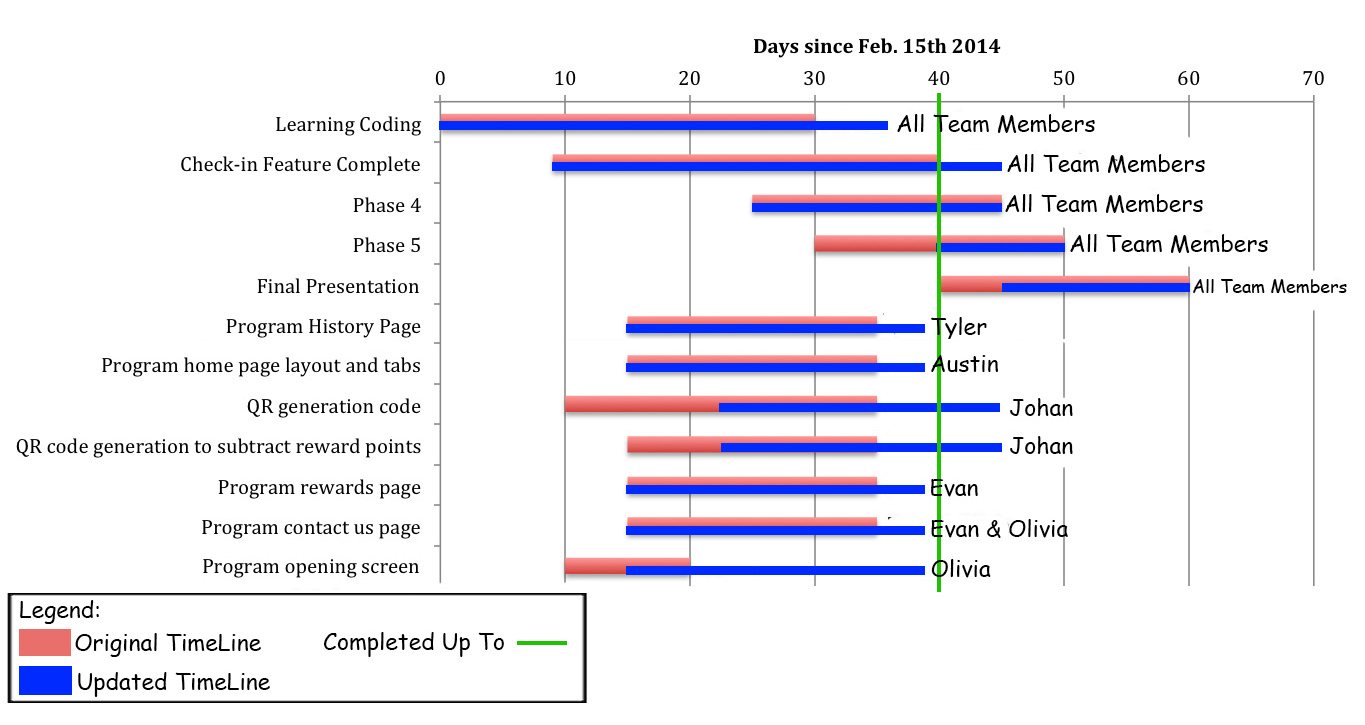 Days since Feb. 15th 2014
0 10 20 30 40 50 60 70
Learning Coding All Team Members
Check-in Feature Complete All Team Members
Phase 4 All Team Members
Phase 5 All Team Members
Final Presentation All Team Members
Program History Page Tyler
Program home page layout and tabs Austin
QR generation code Johan
QR code generation to subtract reward points Johan
Program rewards page Evan
Program contact us page Evan & Olivia
Program opening screen Olivia
Legend:
Original TimeLine Completed Up To
Updated TimeLine